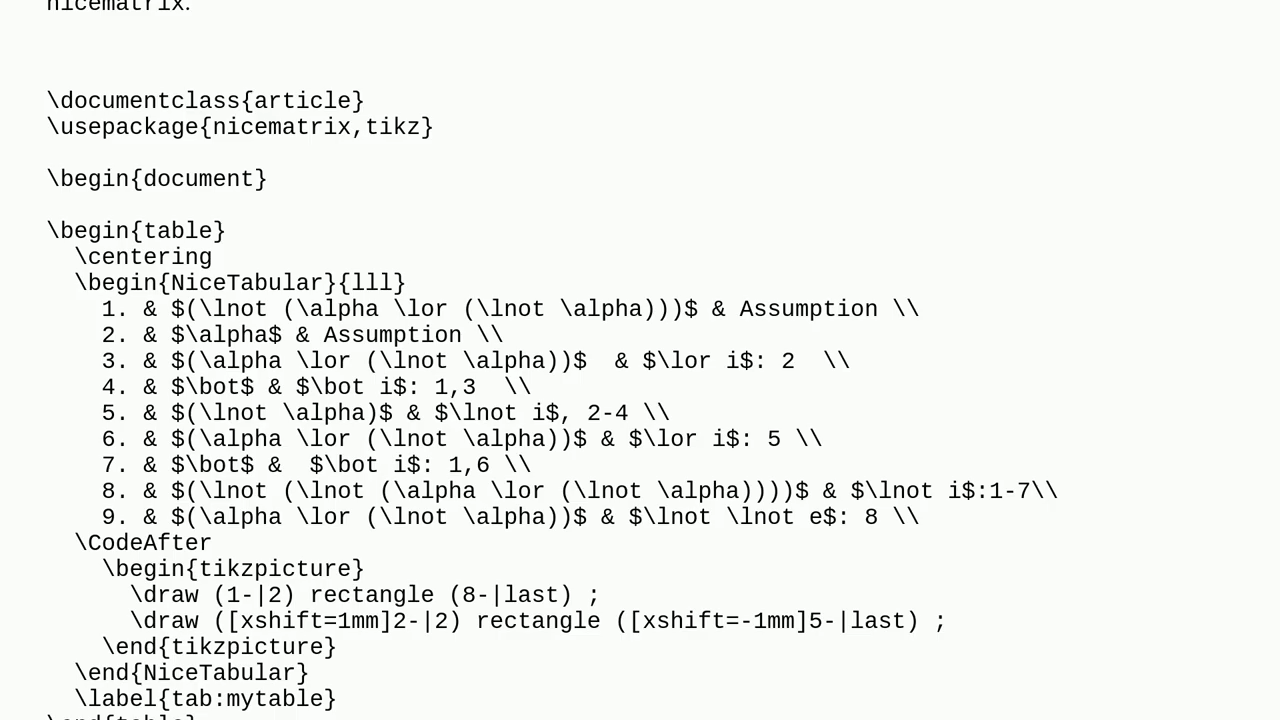 nicematrix.
\documentclass{article}
\usepackage{nicematrix,tikz}
\begin{document}
\begin{table}
  \centering
  \begin{NiceTabular}{lll}
    1. & $(\lnot (\alpha \lor (\lnot \alpha)))$ & Assumption \\
    2. & $\alpha$ & Assumption \\
    3. & $(\alpha \lor (\lnot \alpha))$  & $\lor i$: 2  \\
    4. & $\bot$ & $\bot i$: 1,3  \\
    5. & $(\lnot \alpha)$ & $\lnot i$, 2-4 \\
    6. & $(\alpha \lor (\lnot \alpha))$ & $\lor i$: 5 \\
    7. & $\bot$ &  $\bot i$: 1,6 \\
    8. & $(\lnot (\lnot (\alpha \lor (\lnot \alpha))))$ & $\lnot i$:1-7\\
    9. & $(\alpha \lor (\lnot \alpha))$ & $\lnot \lnot e$: 8 \\
  \CodeAfter
    \begin{tikzpicture}
      \draw (1-|2) rectangle (8-|last) ;
      \draw ([xshift=1mm]2-|2) rectangle ([xshift=-1mm]5-|last) ;
    \end{tikzpicture}
  \end{NiceTabular}
  \label{tab:mytable}
\end{table}